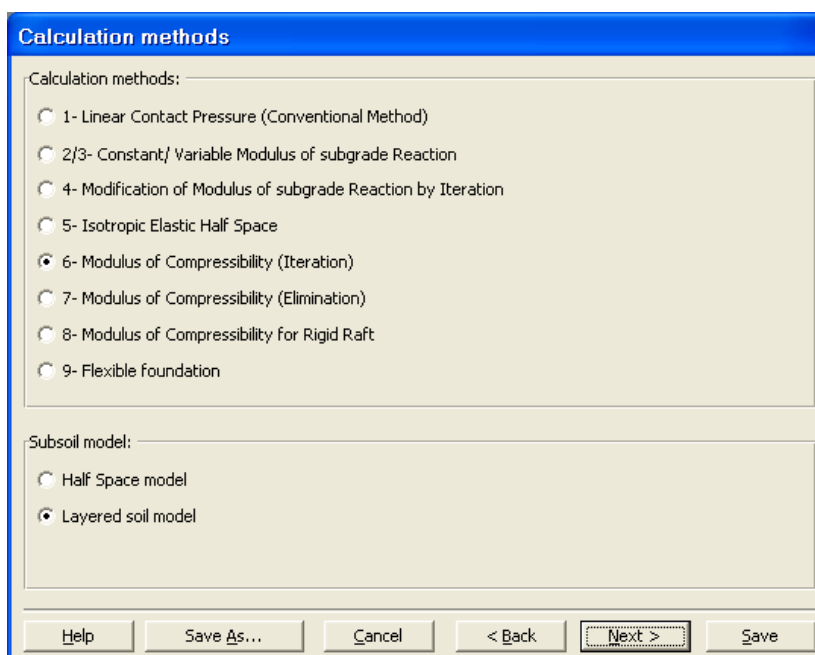 Calculation methods
Calculation methods:
1- Linear Contact Pressure (Conventional Method)
2/3- Constant/ Variable Modulus of subgrade Reaction
4- Modification of Modulus of subgrade Reaction by Iteration
5- Isotropic Elastic Half Space
6- Modulus of Compressibility (Iteration)
7- Modulus of Compressibility (Elimination)
8- Modulus of Compressibility for Rigid Raft
9- Flexible foundation
Subsoil model:
Half Space model
Layered soil model
Help Save As... Cancel < Back Next > Save